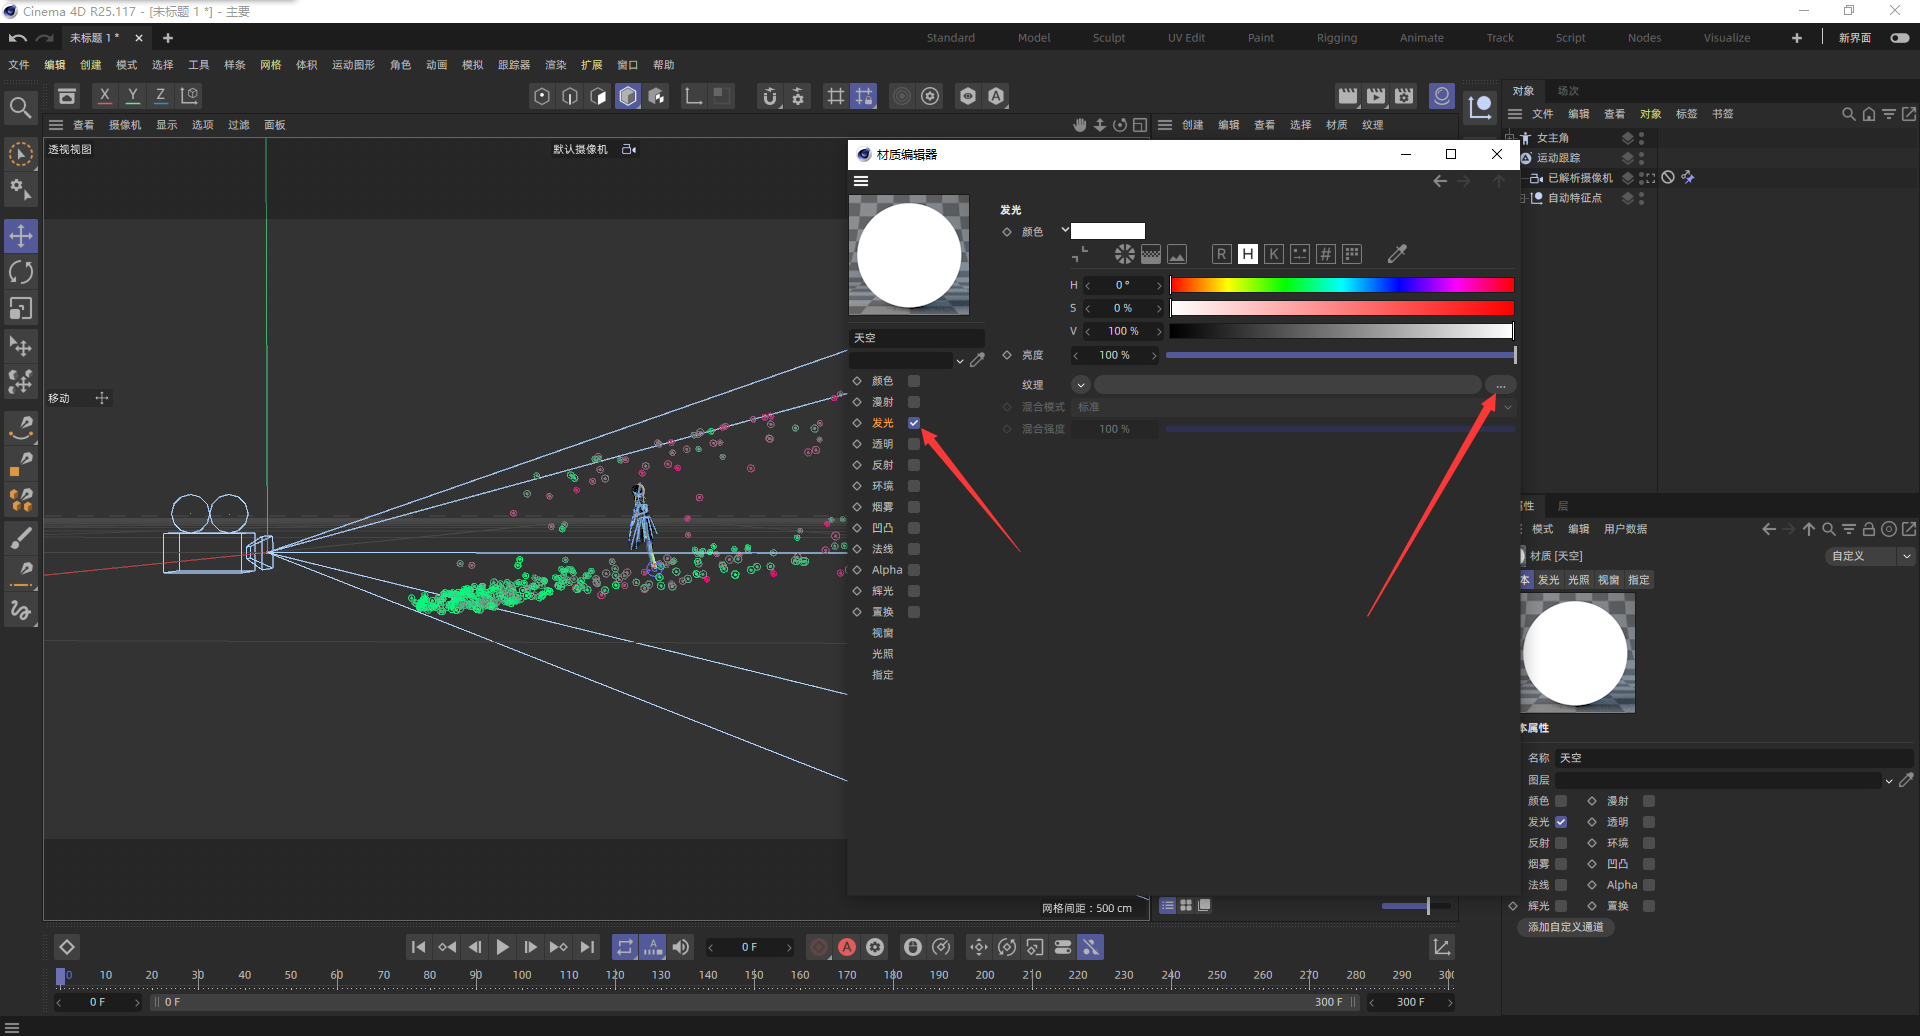 Cinema 4D R25.117 - [未标题 1 *] - 主要
未标题 1 *
Standard Model Sculpt UV Edit Paint Rigging Animate Track Script Nodes Visualize 新界面
文件 编辑 创建 模式 选择 工具 样条 网格 体积 运动图形 角色 动画 模拟 跟踪器 渲染 扩展 窗口 帮助
X Y Z
对象 场次
文件 编辑 查看 对象 标签 书签
查看 摄像机 显示 选项 过滤 面板
创建 编辑 查看 选择 材质 纹理
透视视图
默认摄像机
女主角
运动跟踪
已解析摄像机
自动特征点
材质编辑器
发光
颜色
R H K #
H 0 °
S 0 %
V 100 %
亮度 100 %
纹理 ...
混合模式 标准
混合强度 100 %
天空
颜色
漫射
发光
透明
反射
环境
烟雾
凹凸
法线
Alpha
辉光
置换
视窗
光照
指定
移动
网格间距 : 500 cm
层
模式 编辑 用户数据
材质 [天空]
自定义
本 发光 光照 视窗 指定
本属性
名称 天空
图层
颜色 漫射
发光 透明
反射 环境
烟雾 凹凸
法线 Alpha
辉光 置换
添加自定义通道
A
0 F
A
0 10 20 30 40 50 60 70 80 90 100 110 120 130 140 150 160 170 180 190 200 210 220 230 240 250 260 270 280 290 300
0 F
0 F
300 F
300 F